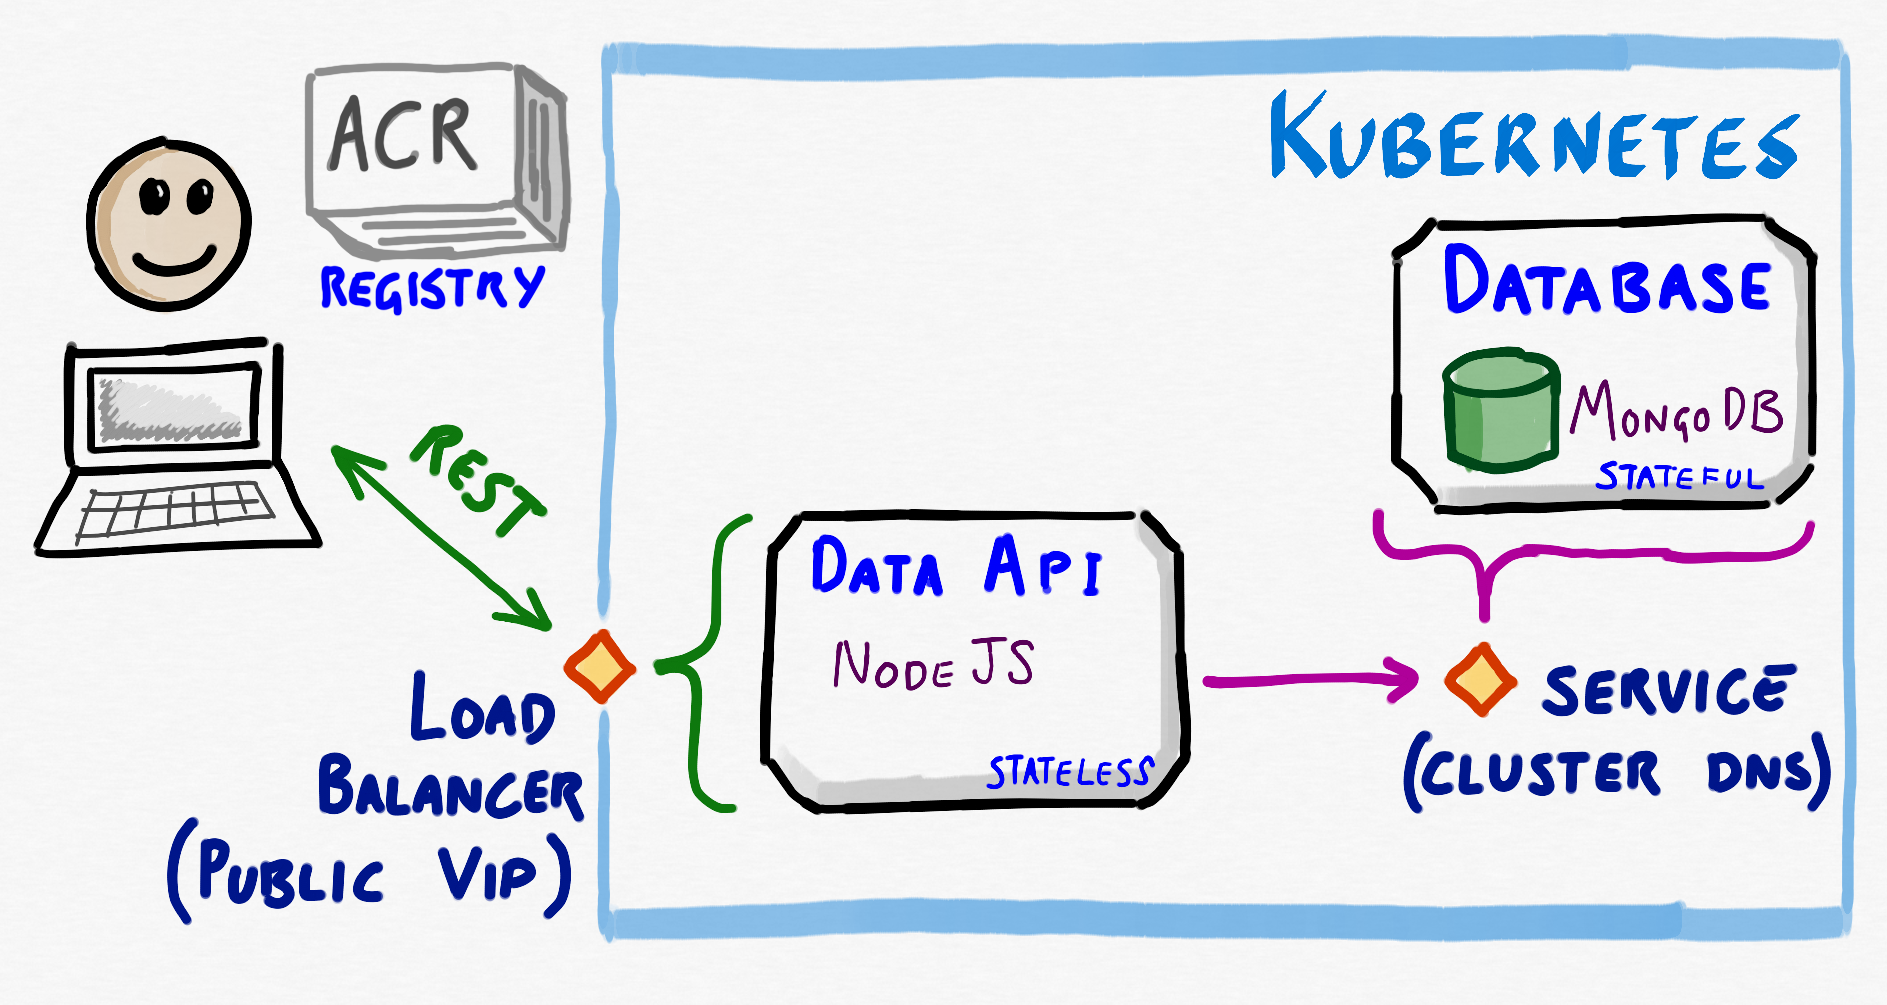 ACR
REGISTRY
KUBERNETES
DATABASE
MONGODB
STATEFUL
REST
DATA API
NODE JS
STATELESS
LOAD
BALANCER
(PUBLIC VIP)
SERVICE
(CLUSTER DNS)